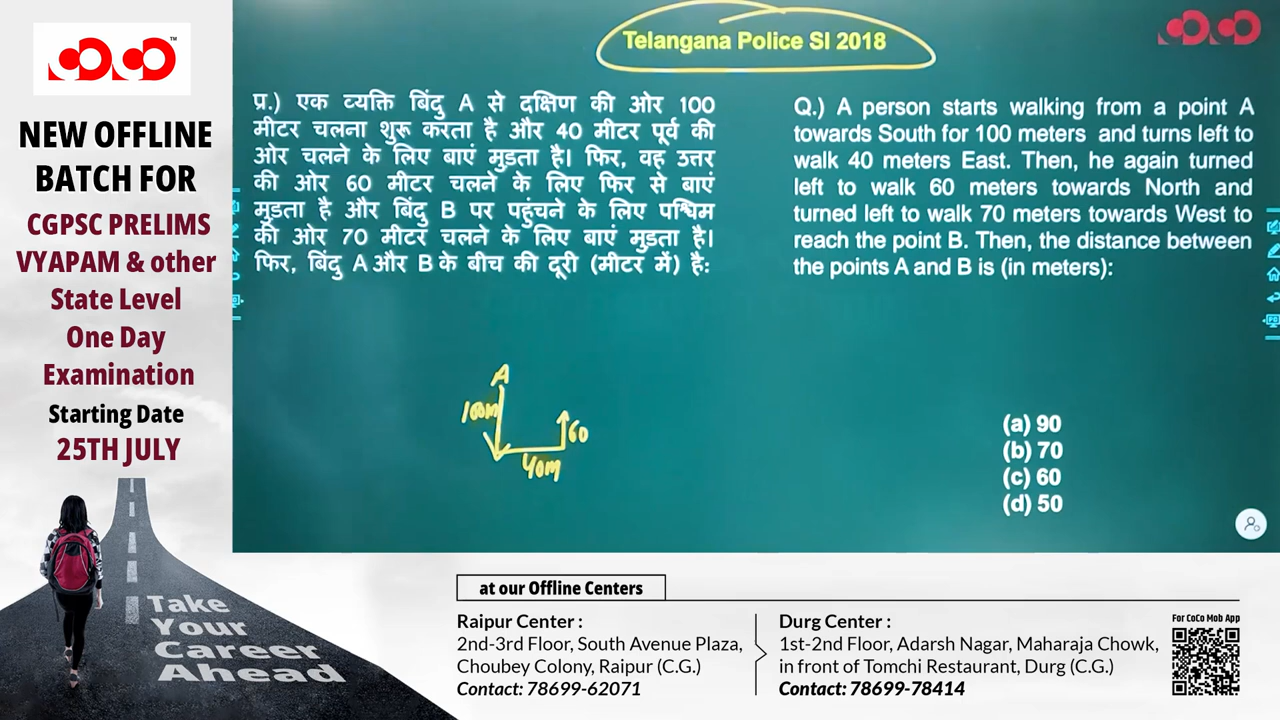 TM
NEW OFFLINE
BATCH FOR
CGPSC PRELIMS
VYAPAM & other
State Level
One Day
Examination
Starting Date
25TH JULY
Take
Your
Career
Ahead
Telangana Police SI 2018
प्र.) एक व्यक्ति बिंदु A से दक्षिण की ओर 100
मीटर चलना शुरू करता है और 40 मीटर पूर्व की
ओर चलने के लिए बाएं मुड़ता है। फिर, वह उत्तर
की ओर 60 मीटर चलने के लिए फिर से बाएं
मुड़ता है और बिंदु B पर पहुंचने के लिए पश्चिम
की ओर 70 मीटर चलने के लिए बाएं मुड़ता है।
फिर, बिंदु A और B के बीच की दूरी (मीटर में) है:
Q.) A person starts walking from a point A
towards South for 100 meters and turns left to
walk 40 meters East. Then, he again turned
left to walk 60 meters towards North and
turned left to walk 70 meters towards West to
reach the point B. Then, the distance between
the points A and B is (in meters):
A
100m
60
40m
(a) 90
(b) 70
(c) 60
(d) 50
at our Offline Centers
Raipur Center :
2nd-3rd Floor, South Avenue Plaza,
Choubey Colony, Raipur (C.G.)
Contact: 78699-62071
Durg Center :
1st-2nd Floor, Adarsh Nagar, Maharaja Chowk,
in front of Tomchi Restaurant, Durg (C.G.)
Contact: 78699-78414
For CoCo Mob App